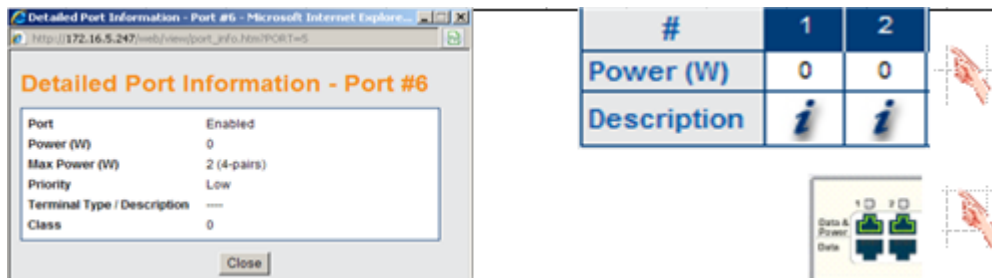 Detailed Port Information - Port #6 - Microsoft Internet Explore...
http://172.16.5.247/web/view/port_info.htm?PORT=5
Detailed Port Information - Port #6
Port Enabled
Power (W) 0
Max Power (W) 2 (4-pairs)
Priority Low
Terminal Type / Description ----
Class 0
Close
# 1 2
Power (W) 0 0
Description i i
1 2
Data &
Power
Data